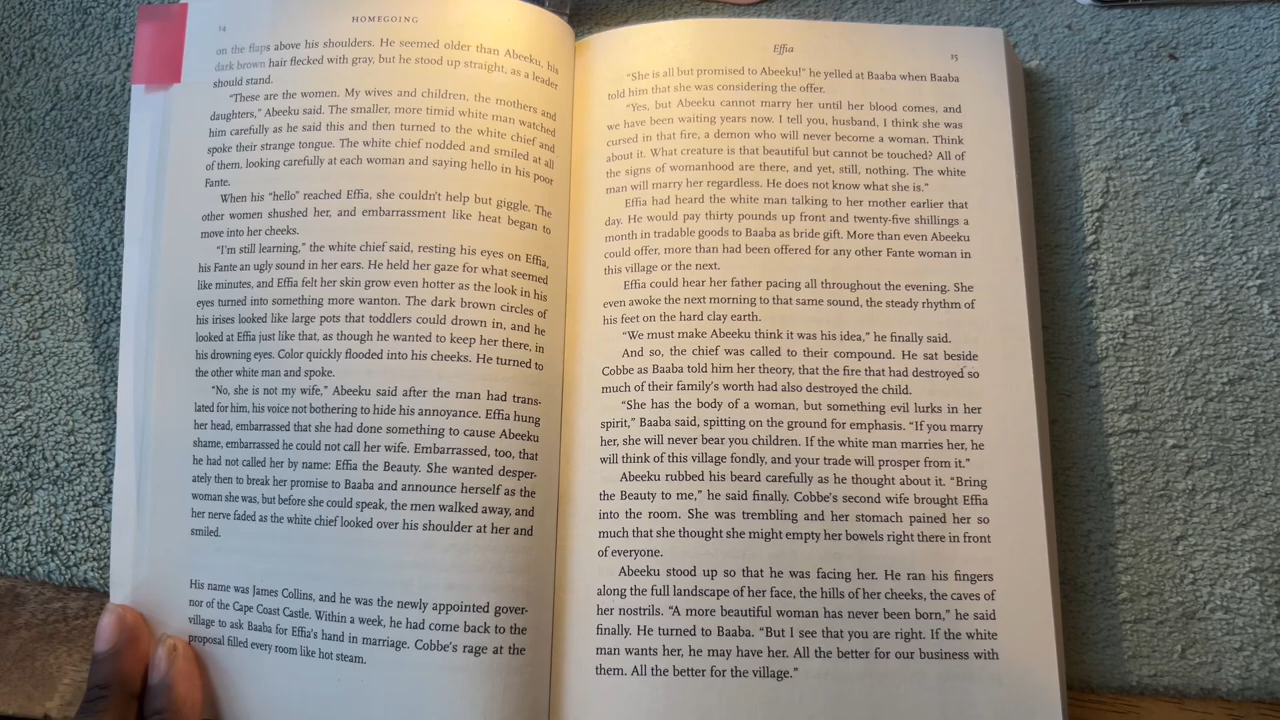 14
HOMEGOING
on the flaps above his shoulders. He seemed older than Abeeku, his
dark brown hair flecked with gray, but he stood up straight, as a leader
should stand.
"These are the women. My wives and children, the mothers and
daughters," Abeeku said. The smaller, more timid white man watched
him carefully as he said this and then turned to the white chief and
spoke their strange tongue. The white chief nodded and smiled at all
of them, looking carefully at each woman and saying hello in his poor
Fante.
When his "hello" reached Effia, she couldn't help but giggle. The
other women shushed her, and embarrassment like heat began to
move into her cheeks.
"I'm still learning," the white chief said, resting his eyes on Effia,
his Fante an ugly sound in her ears. He held her gaze for what seemed
like minutes, and Effia felt her skin grow even hotter as the look in his
eyes turned into something more wanton. The dark brown circles of
his irises looked like large pots that toddlers could drown in, and he
looked at Effia just like that, as though he wanted to keep her there, in
his drowning eyes. Color quickly flooded into his cheeks. He turned to
the other white man and spoke.
"No, she is not my wife," Abeeku said after the man had trans-
lated for him, his voice not bothering to hide his annoyance. Effia hung
her head, embarrassed that she had done something to cause Abeeku
shame, embarrassed he could not call her wife. Embarrassed, too, that
he had not called her by name: Effia the Beauty. She wanted desper-
ately then to break her promise to Baaba and announce herself as the
woman she was, but before she could speak, the men walked away, and
her nerve faded as the white chief looked over his shoulder at her and
smiled.
His name was James Collins, and he was the newly appointed gover-
nor of the Cape Coast Castle. Within a week, he had come back to the
village to ask Baaba for Effia's hand in marriage. Cobbe's rage at the
proposal filled every room like hot steam.
Effia
15
"She is all but promised to Abeeku!" he yelled at Baaba when Baaba
told him that she was considering the offer.
"Yes, but Abeeku cannot marry her until her blood comes, and
we have been waiting years now. I tell you, husband, I think she was
cursed in that fire, a demon who will never become a woman. Think
about it. What creature is that beautiful but cannot be touched? All of
the signs of womanhood are there, and yet, still, nothing. The white
man will marry her regardless. He does not know what she is."
Effia had heard the white man talking to her mother earlier that
day. He would pay thirty pounds up front and twenty-five shillings a
month in tradable goods to Baaba as bride gift. More than even Abeeku
could offer, more than had been offered for any other Fante woman in
this village or the next.
Effia could hear her father pacing all throughout the evening. She
even awoke the next morning to that same sound, the steady rhythm of
his feet on the hard clay earth.
"We must make Abeeku think it was his idea," he finally said.
And so, the chief was called to their compound. He sat beside
Cobbe as Baaba told him her theory, that the fire that had destroyed so
much of their family's worth had also destroyed the child.
"She has the body of a woman, but something evil lurks in her
spirit," Baaba said, spitting on the ground for emphasis. "If you marry
her, she will never bear you children. If the white man marries her, he
will think of this village fondly, and your trade will prosper from it."
Abeeku rubbed his beard carefully as he thought about it. "Bring
the Beauty to me," he said finally. Cobbe's second wife brought Effia
into the room. She was trembling and her stomach pained her so
much that she thought she might empty her bowels right there in front
of everyone.
Abeeku stood up so that he was facing her. He ran his fingers
along the full landscape of her face, the hills of her cheeks, the caves of
her nostrils. "A more beautiful woman has never been born," he said
finally. He turned to Baaba. "But I see that you are right. If the white
man wants her, he may have her. All the better for our business with
them. All the better for the village."